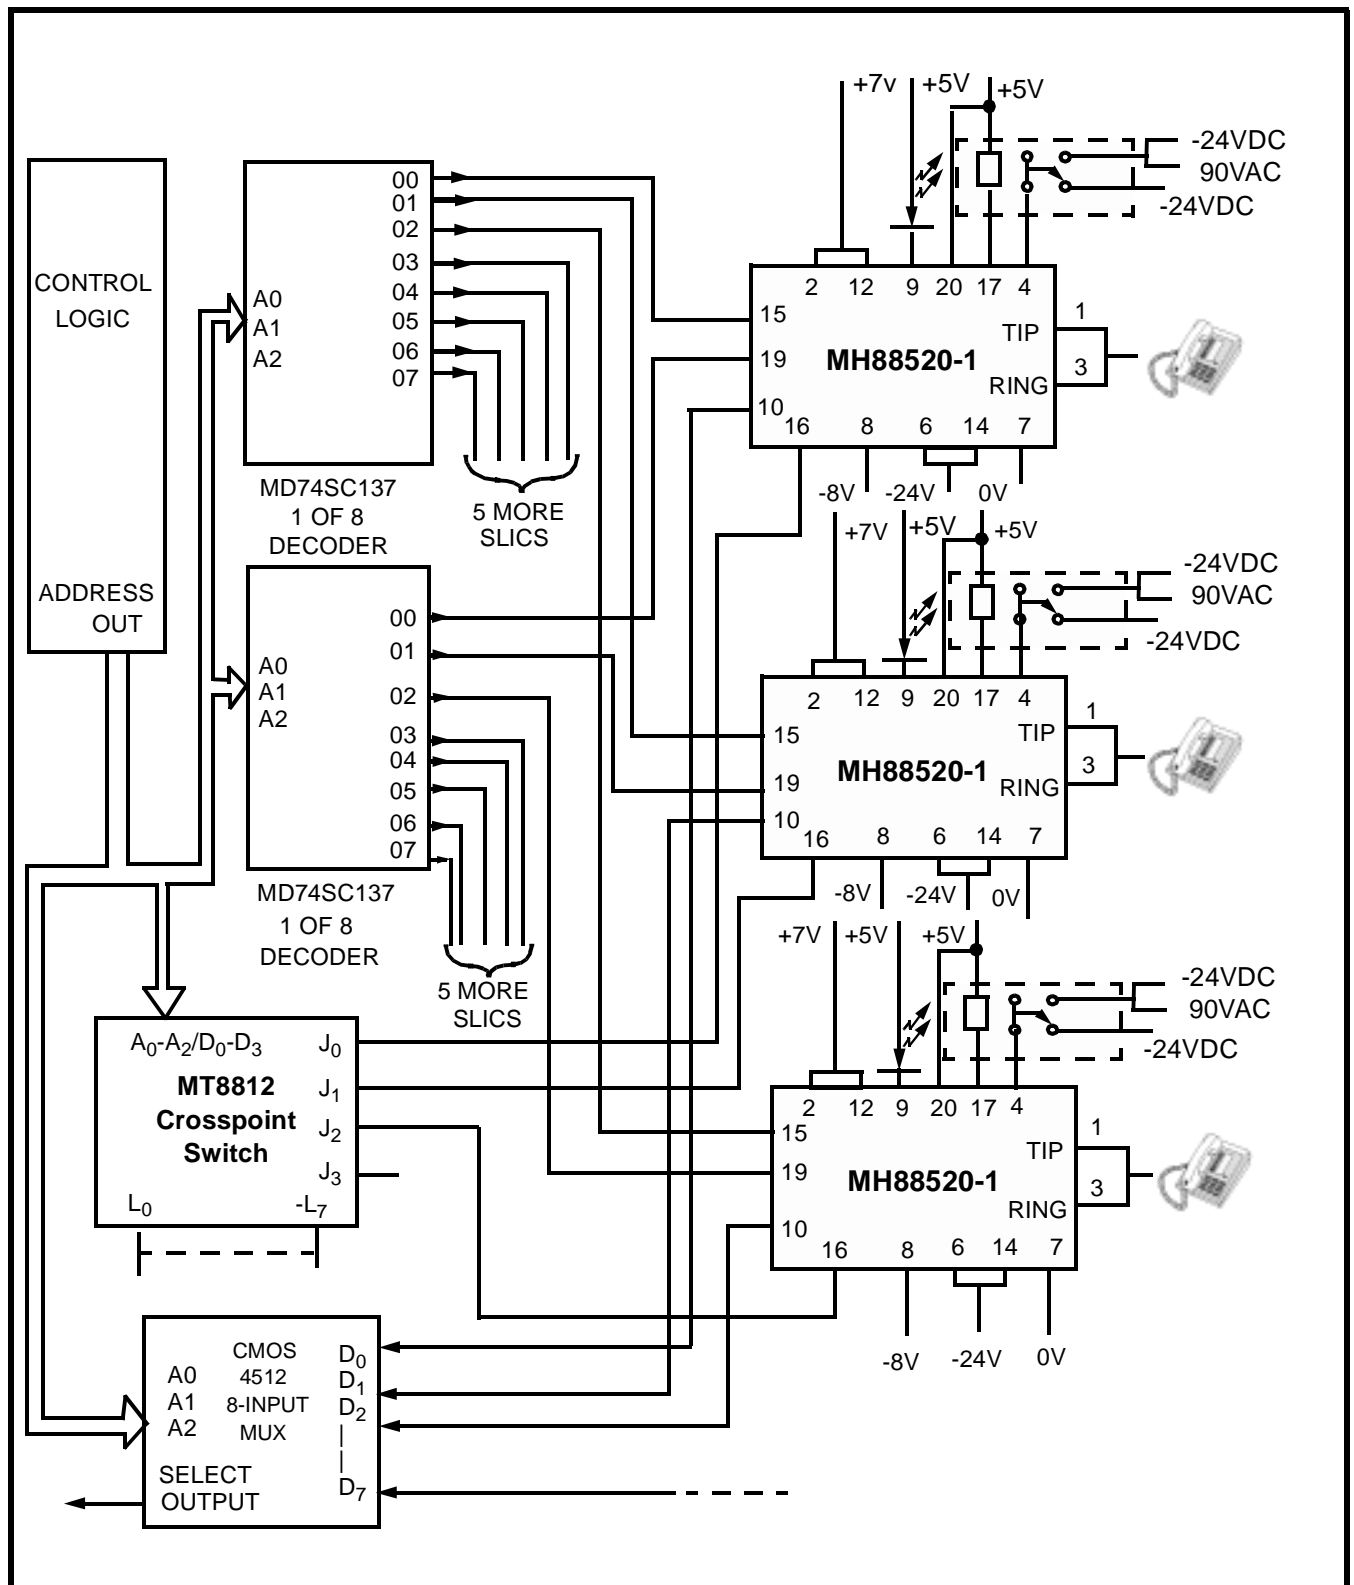 +7v
+5V
+5V
-24VDC
90VAC
-24VDC
CONTROL
LOGIC
ADDRESS
OUT
A0
A1
A2
00
01
02
03
04
05
06
07
MD74SC137
1 OF 8
DECODER
5 MORE
SLICS
2
12
9
20
17
4
15
19
10
16
8
6
14
7
MH88520-1
TIP
RING
1
3
-8V
-24V
0V
A0
A1
A2
00
01
02
03
04
05
06
07
MD74SC137
1 OF 8
DECODER
5 MORE
SLICS
+7V
+5V
+5V
-24VDC
90VAC
-24VDC
2
12
9
20
17
4
15
19
10
16
8
6
14
7
MH88520-1
TIP
RING
1
3
-8V
-24V
0V
+7V
+5V
+5V
-24VDC
90VAC
-24VDC
2
12
9
20
17
4
15
19
10
16
8
6
14
7
MH88520-1
TIP
RING
1
3
-8V
-24V
0V
A0-A2/D0-D3
MT8812
Crosspoint
Switch
J0
J1
J2
J3
L0
-L7
CMOS
4512
8-INPUT
MUX
A0
A1
A2
D0
D1
D2
|
|
D7
SELECT
OUTPUT